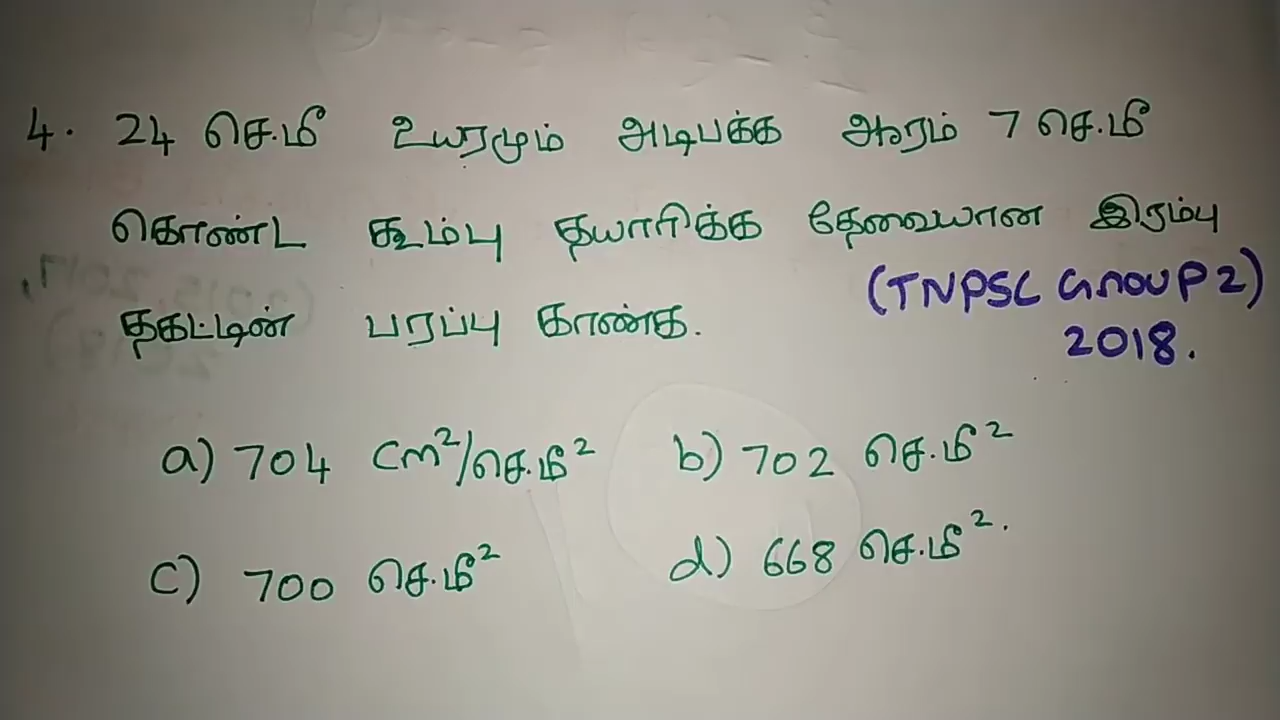 4. 24 செ.மீ உயரமும் அடிபக்க ஆரம் 7 செ.மீ
கொண்ட கூம்பு தயாரிக்க தேவையான இரும்பு
தகட்டின் பரப்பு காண்க.
(TNPSC GROUP 2)
2018.
a) 704 cm²/செ.மீ² b) 702 செ.மீ²
c) 700 செ.மீ² d) 668 செ.மீ².